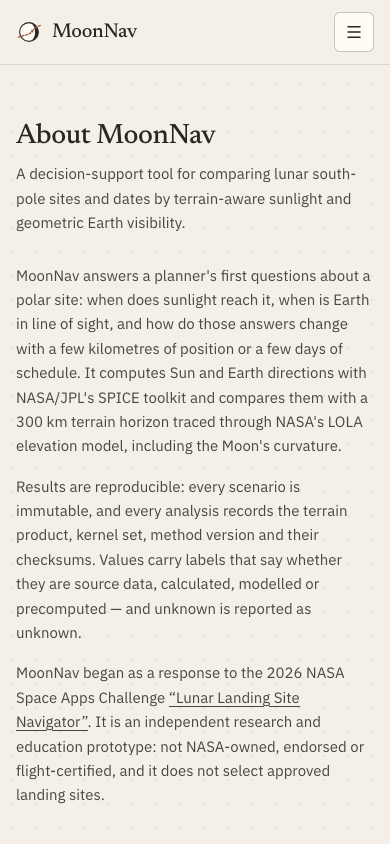 MoonNav
About MoonNav
A decision-support tool for comparing lunar south-
pole sites and dates by terrain-aware sunlight and
geometric Earth visibility.
MoonNav answers a planner's first questions about a
polar site: when does sunlight reach it, when is Earth
in line of sight, and how do those answers change
with a few kilometres of position or a few days of
schedule. It computes Sun and Earth directions with
NASA/JPL's SPICE toolkit and compares them with a
300 km terrain horizon traced through NASA's LOLA
elevation model, including the Moon's curvature.
Results are reproducible: every scenario is
immutable, and every analysis records the terrain
product, kernel set, method version and their
checksums. Values carry labels that say whether
they are source data, calculated, modelled or
precomputed — and unknown is reported as
unknown.
MoonNav began as a response to the 2026 NASA
Space Apps Challenge “Lunar Landing Site
Navigator”. It is an independent research and
education prototype: not NASA-owned, endorsed or
flight-certified, and it does not select approved
landing sites.